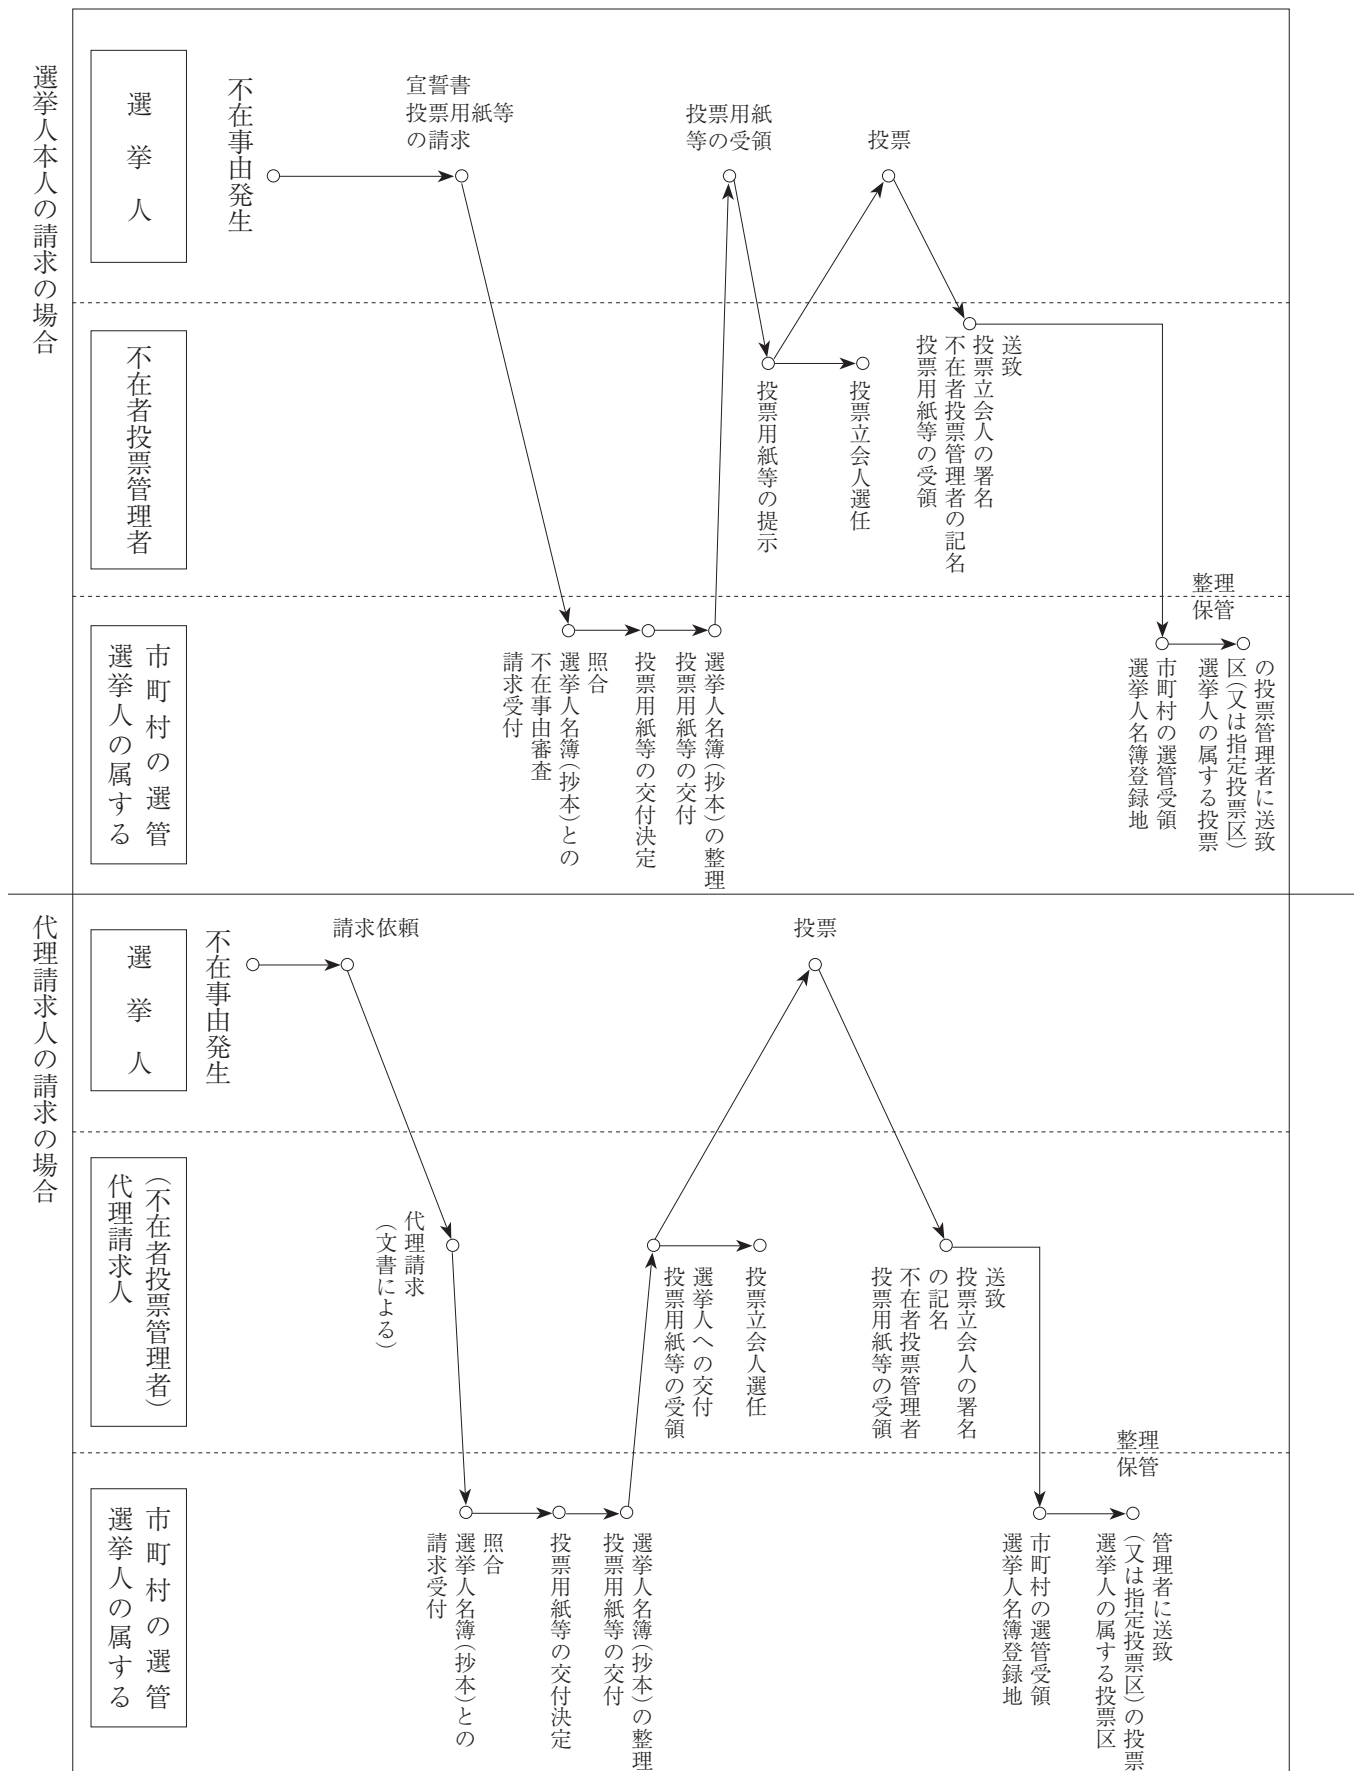 選挙人本人の請求の場合
選挙人
不在事由発生
宣誓書
投票用紙等
の請求
投票用紙
等の受領
投票
不在者投票管理者
投票用紙等の提示
投票立会人選任
投票用紙等の受領
不在者投票管理者の記名
投票立会人の署名
送致
選挙人の属する
市町村の選管
請求受付
不在事由審査
選挙人名簿(抄本)との
照合
投票用紙等の交付決定
投票用紙等の交付
選挙人名簿(抄本)の整理
選挙人名簿登録地
市町村の選管受領
整理
保管
選挙人の属する投票
区(又は指定投票区)
の投票管理者に送致
代理請求人の請求の場合
選挙人
不在事由発生
請求依頼
投票
代理請求人
(不在者投票管理者)
(文書による)
代理請求
投票用紙等の受領
選挙人への交付
投票立会人選任
投票用紙等の受領
不在者投票管理者
の記名
投票立会人の署名
送致
選挙人の属する
市町村の選管
請求受付
選挙人名簿(抄本)との
照合
投票用紙等の交付決定
投票用紙等の交付
選挙人名簿(抄本)の整理
選挙人名簿登録地
市町村の選管受領
整理
保管
選挙人の属する投票区
(又は指定投票区)の投票
管理者に送致